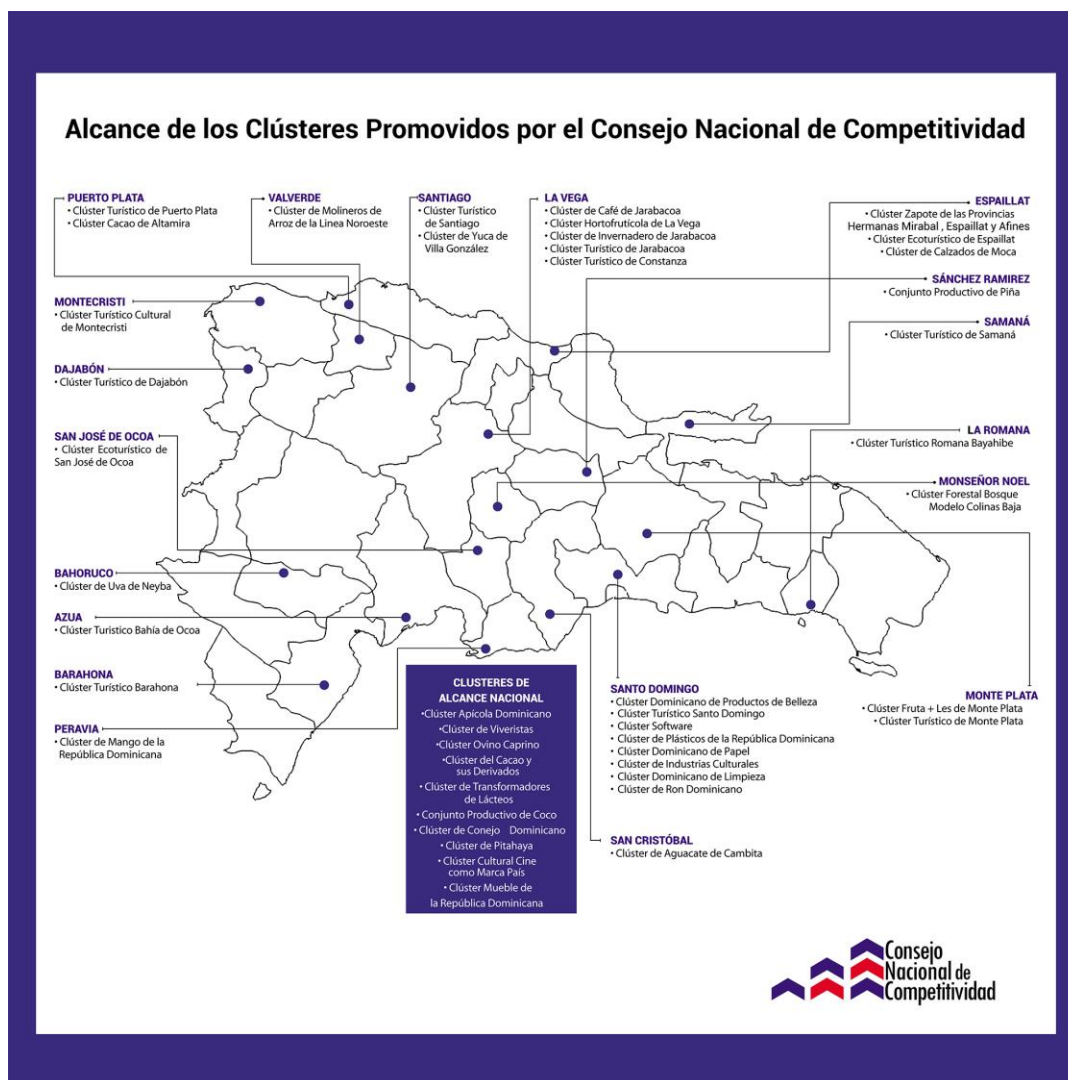 Alcance de los Clústeres Promovidos por el Consejo Nacional de Competitividad
PUERTO PLATA
• Clúster Turístico de Puerto Plata
• Clúster Cacao de Altamira
VALVERDE
• Clúster de Molineros de
Arroz de la Linea Noroeste
SANTIAGO
• Clúster Turístico
de Santiago
• Clúster de Yuca de
Villa González
LA VEGA
• Clúster de Café de Jarabacoa
• Clúster Hortofrutícola de La Vega
• Clúster de Invernadero de Jarabacoa
• Clúster Turístico de Jarabacoa
• Clúster Turístico de Constanza
ESPAILLAT
• Clúster Zapote de las Provincias
Hermanas Mirabal , Espaillat y Afines
• Clúster Ecoturístico de Espaillat
• Clúster de Calzados de Moca
SÁNCHEZ RAMIREZ
• Conjunto Productivo de Piña
SAMANÁ
• Clúster Turístico de Samaná
MONTECRISTI
• Clúster Turístico Cultural
de Montecristi
DAJABÓN
• Clúster Turístico de Dajabón
SAN JOSÉ DE OCOA
• Clúster Ecoturístico de
San José de Ocoa
LA ROMANA
• Clúster Turístico Romana Bayahibe
MONSEÑOR NOEL
• Clúster Forestal Bosque
Modelo Colinas Baja
BAHORUCO
• Clúster de Uva de Neyba
AZUA
• Clúster Turistico Bahía de Ocoa
BARAHONA
• Clúster Turístico Barahona
PERAVIA
• Clúster de Mango de la
República Dominicana
CLUSTERES DE
ALCANCE NACIONAL
•Clúster Apícola Dominicano
•Clúster de Viveristas
•Clúster Ovino Caprino
•Clúster del Cacao y
sus Derivados
• Clúster de Transformadores
de Lácteos
• Conjunto Productivo de Coco
• Clúster de Conejo Dominicano
• Clúster de Pitahaya
• Clúster Cultural Cine
como Marca País
• Clúster Mueble de
la República Dominicana
SANTO DOMINGO
• Clúster Dominicano de Productos de Belleza
• Clúster Turístico Santo Domingo
• Clúster Software
• Clúster de Plásticos de la República Dominicana
• Clúster Dominicano de Papel
• Clúster de Industrias Culturales
• Clúster Dominicano de Limpieza
• Clúster de Ron Dominicano
MONTE PLATA
• Clúster Fruta + Les de Monte Plata
• Clúster Turístico de Monte Plata
SAN CRISTÓBAL
• Clúster de Aguacate de Cambita
Consejo
Nacional de
Competitividad